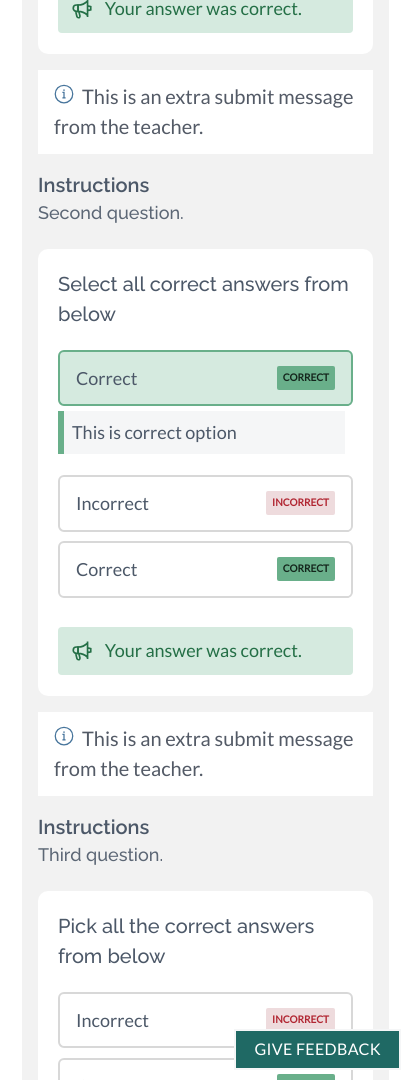 Your answer was correct.
This is an extra submit message
from the teacher.
Instructions
Second question.
Select all correct answers from
below
Correct
CORRECT
This is correct option
Incorrect
INCORRECT
Correct
CORRECT
Your answer was correct.
This is an extra submit message
from the teacher.
Instructions
Third question.
Pick all the correct answers
from below
Incorrect
INCORRECT
GIVE FEEDBACK